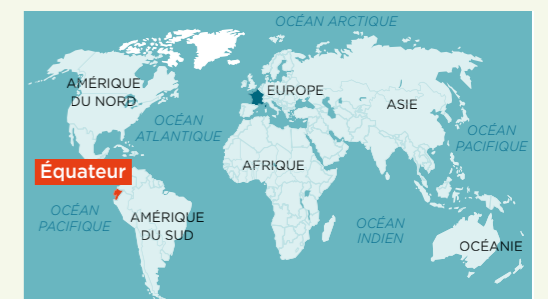 OCÉAN ARCTIQUE
AMÉRIQUE
DU NORD
EUROPE
ASIE
OCÉAN
ATLANTIQUE
OCÉAN
PACIFIQUE
AFRIQUE
Équateur
OCÉAN
PACIFIQUE
AMÉRIQUE
DU SUD
OCÉAN
INDIEN
OCÉANIE